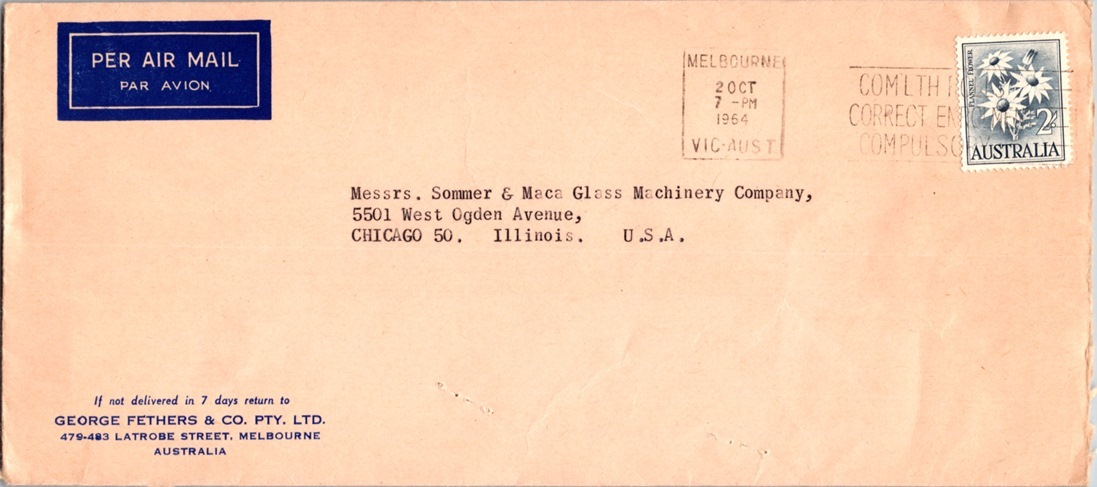 PER AIR MAIL
PAR AVION
MELBOURNE
2 OCT
7 -PM
1964
VIC-AUST
COM'LTH
CORRECT
COMPULSORY
FLANNEL FLOWER
2/-
AUSTRALIA
Messrs. Sommer & Maca Glass Machinery Company,
5501 West Ogden Avenue,
CHICAGO 50. Illinois. U.S.A.
If not delivered in 7 days return to
GEORGE FETHERS & CO. PTY. LTD.
479-483 LATROBE STREET, MELBOURNE
AUSTRALIA